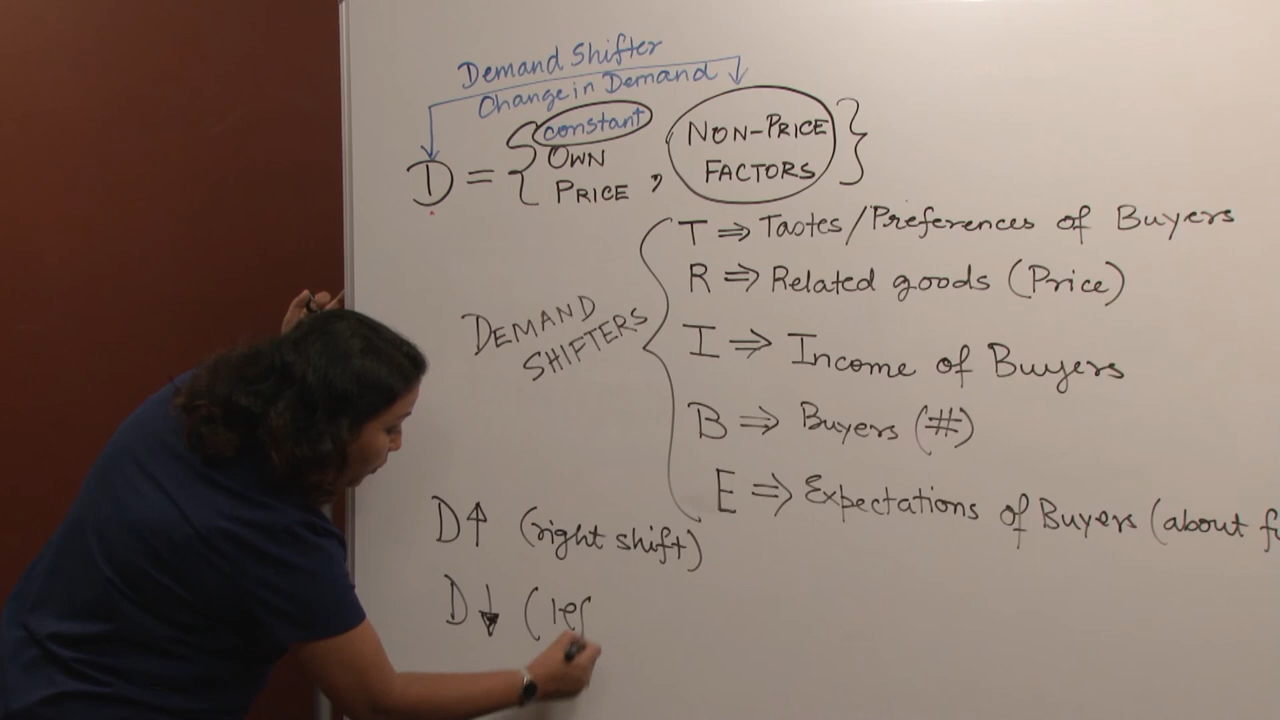 Demand Shifter
Change in Demand
constant
D = { OWN PRICE , NON-PRICE FACTORS }
T ⇒ Tastes/Preferences of Buyers
R ⇒ Related goods (Price)
I ⇒ Income of Buyers
B ⇒ Buyers (#)
E ⇒ Expectations of Buyers (about f
DEMAND
SHIFTERS
D↑ (right shift)
D↓ (lef